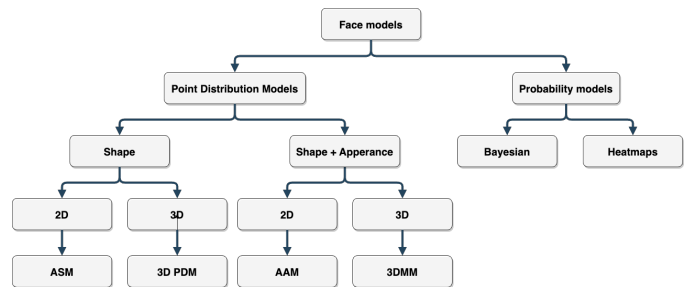 Face models
Point Distribution Models
Probability models
Shape
Shape + Apperance
Bayesian
Heatmaps
2D
3D
2D
3D
ASM
3D PDM
AAM
3DMM